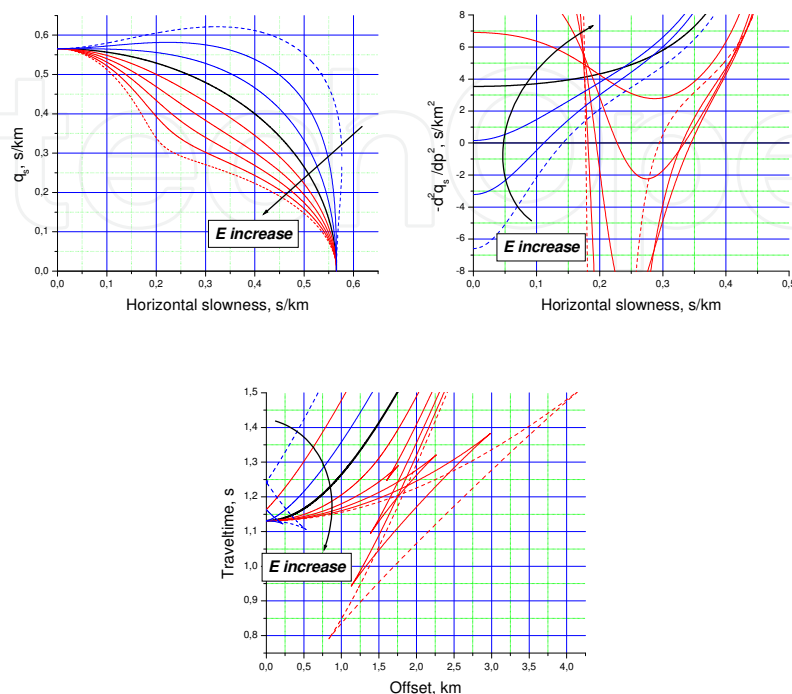 0,6
0,5
0,4
0,3
0,2
0,1
0,0
qs, s/km
E increase
0,0 0,1 0,2 0,3 0,4 0,5 0,6
Horizontal slowness, s/km
8
6
4
2
0
-2
-4
-6
-8
-d²qs /dp², s/km²
E increase
0,0 0,1 0,2 0,3 0,4 0,5
Horizontal slowness, s/km
1,5
1,4
1,3
1,2
1,1
1,0
0,9
0,8
Traveltime, s
E increase
0,0 0,5 1,0 1,5 2,0 2,5 3,0 3,5 4,0
Offset, km